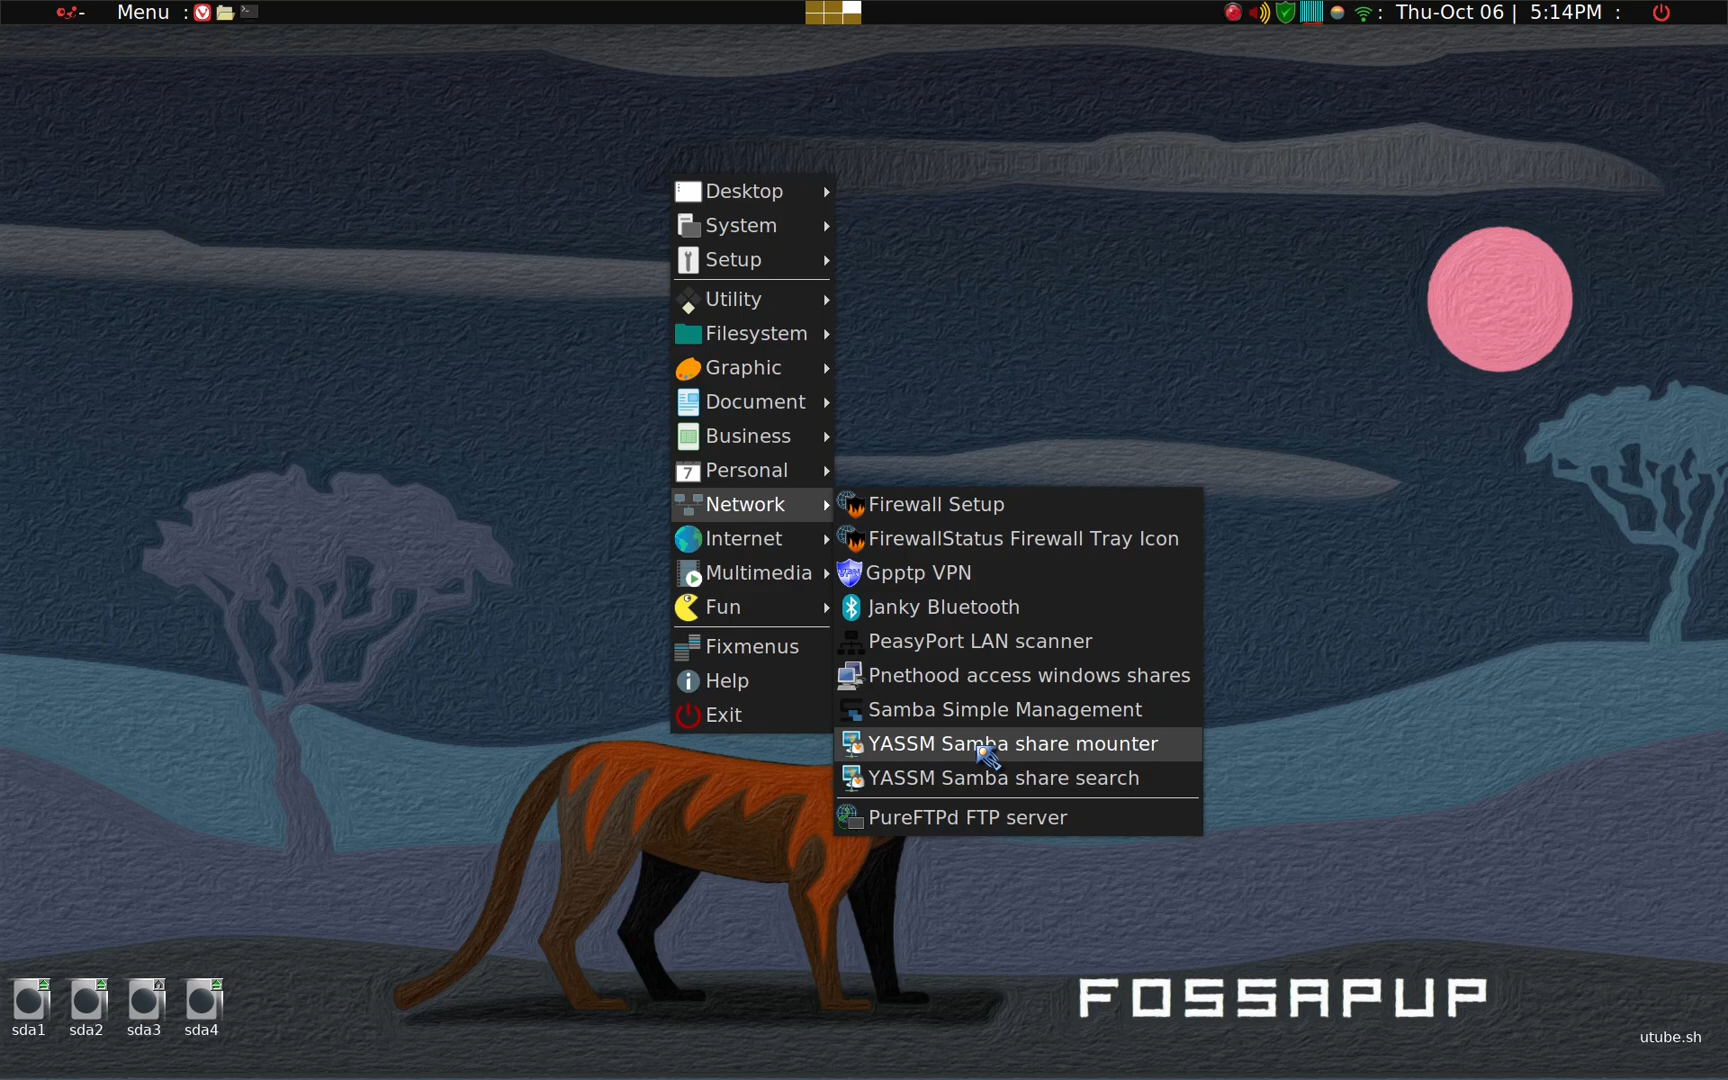 Menu :
: Thu-Oct 06 | 5:14PM :
Desktop
System
Setup
Utility
Filesystem
Graphic
Document
Business
7 Personal
Network
Internet
Multimedia
Fun
Fixmenus
Help
Exit
Firewall Setup
FirewallStatus Firewall Tray Icon
VPN Gpptp VPN
Janky Bluetooth
PeasyPort LAN scanner
Pnethood access windows shares
Samba Simple Management
YASSM Samba share mounter
YASSM Samba share search
PureFTPd FTP server
FOSSAPUP
sda1 sda2 sda3 sda4
utube.sh